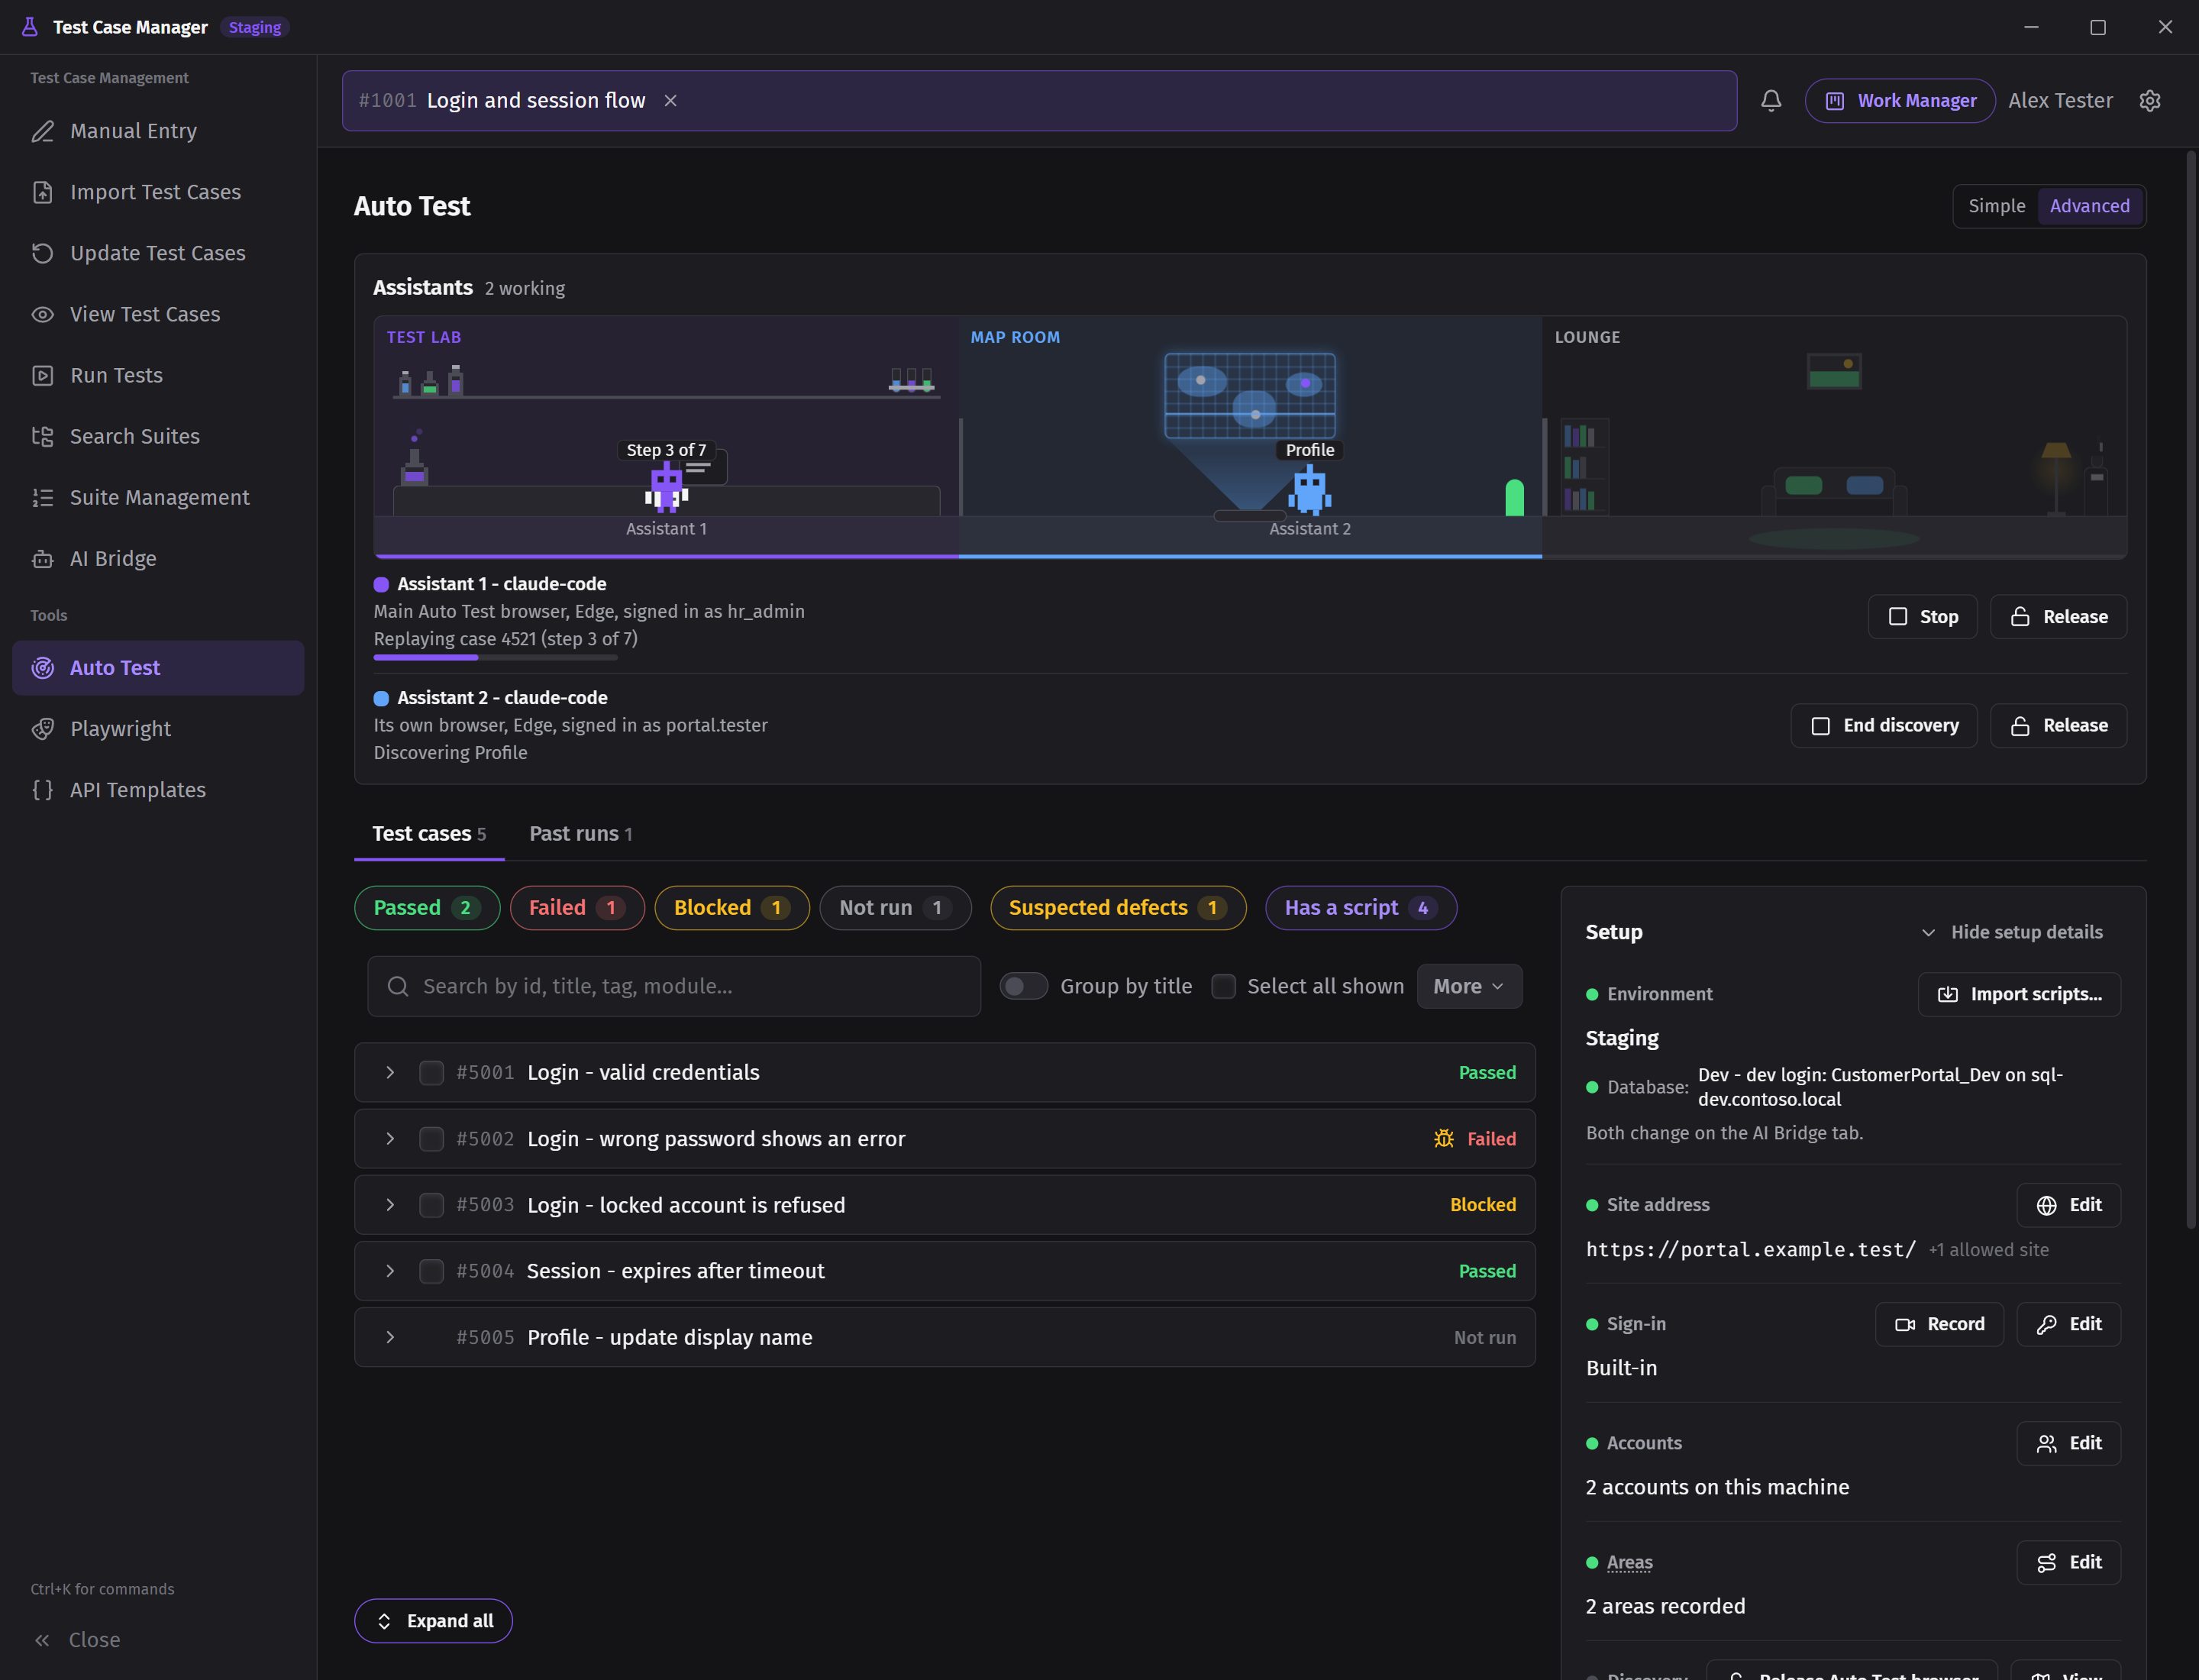 Test Case Manager Staging
Test Case Management
Manual Entry
Import Test Cases
Update Test Cases
View Test Cases
Run Tests
Search Suites
Suite Management
AI Bridge
Tools
Auto Test
Playwright
API Templates
Ctrl+K for commands
Close
#1001 Login and session flow
Work Manager
Alex Tester
Auto Test
Simple Advanced
Assistants 2 working
TEST LAB
MAP ROOM
LOUNGE
Step 3 of 7
Profile
Assistant 1
Assistant 2
Assistant 1 - claude-code
Main Auto Test browser, Edge, signed in as hr_admin
Replaying case 4521 (step 3 of 7)
Stop Release
Assistant 2 - claude-code
Its own browser, Edge, signed in as portal.tester
Discovering Profile
End discovery Release
Test cases 5 Past runs 1
Passed 2 Failed 1 Blocked 1 Not run 1 Suspected defects 1 Has a script 4
Search by id, title, tag, module...
Group by title Select all shown More
#5001 Login - valid credentials Passed
#5002 Login - wrong password shows an error Failed
#5003 Login - locked account is refused Blocked
#5004 Session - expires after timeout Passed
#5005 Profile - update display name Not run
Expand all
Setup Hide setup details
Environment Import scripts...
Staging
Database: Dev - dev login: CustomerPortal_Dev on sql-
dev.contoso.local
Both change on the AI Bridge tab.
Site address Edit
https://portal.example.test/ +1 allowed site
Sign-in Record Edit
Built-in
Accounts Edit
2 accounts on this machine
Areas Edit
2 areas recorded
Discovery Release Auto Test browser View